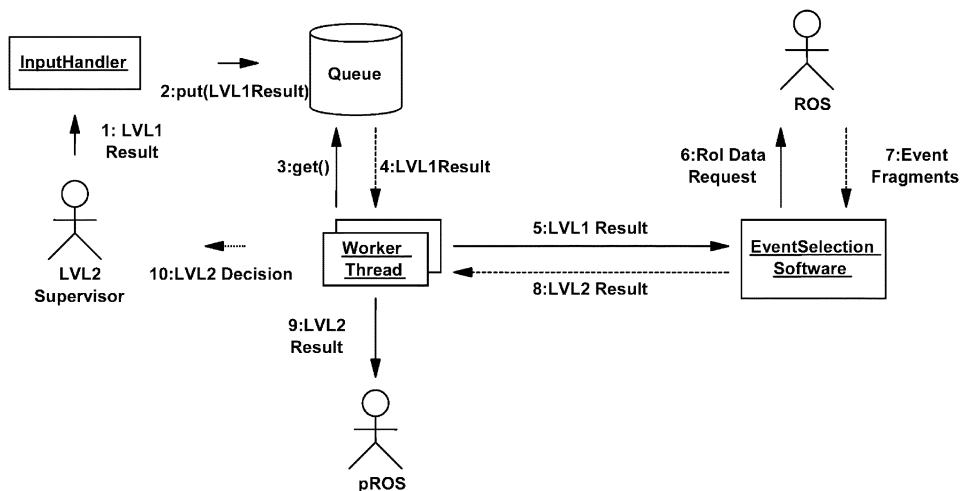 InputHandler
2:put(LVL1Result)
Queue
ROS
1: LVL1
Result
3:get()
4:LVL1Result
6:RoI Data
Request
7:Event
Fragments
LVL2
Supervisor
10:LVL2 Decision
Worker
Thread
5:LVL1 Result
8:LVL2 Result
EventSelection
Software
9:LVL2
Result
pROS